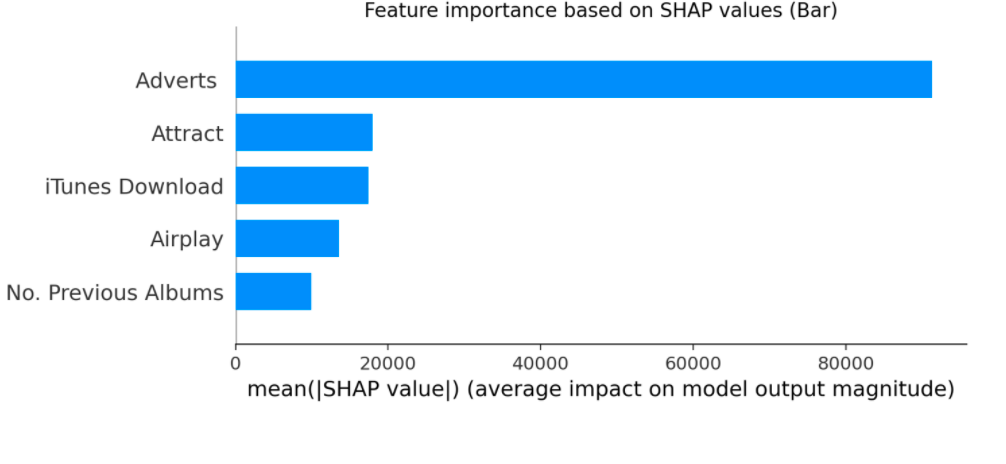 Feature importance based on SHAP values (Bar)
Adverts
Attract
iTunes Download
Airplay
No. Previous Albums
0 20000 40000 60000 80000
mean(|SHAP value|) (average impact on model output magnitude)